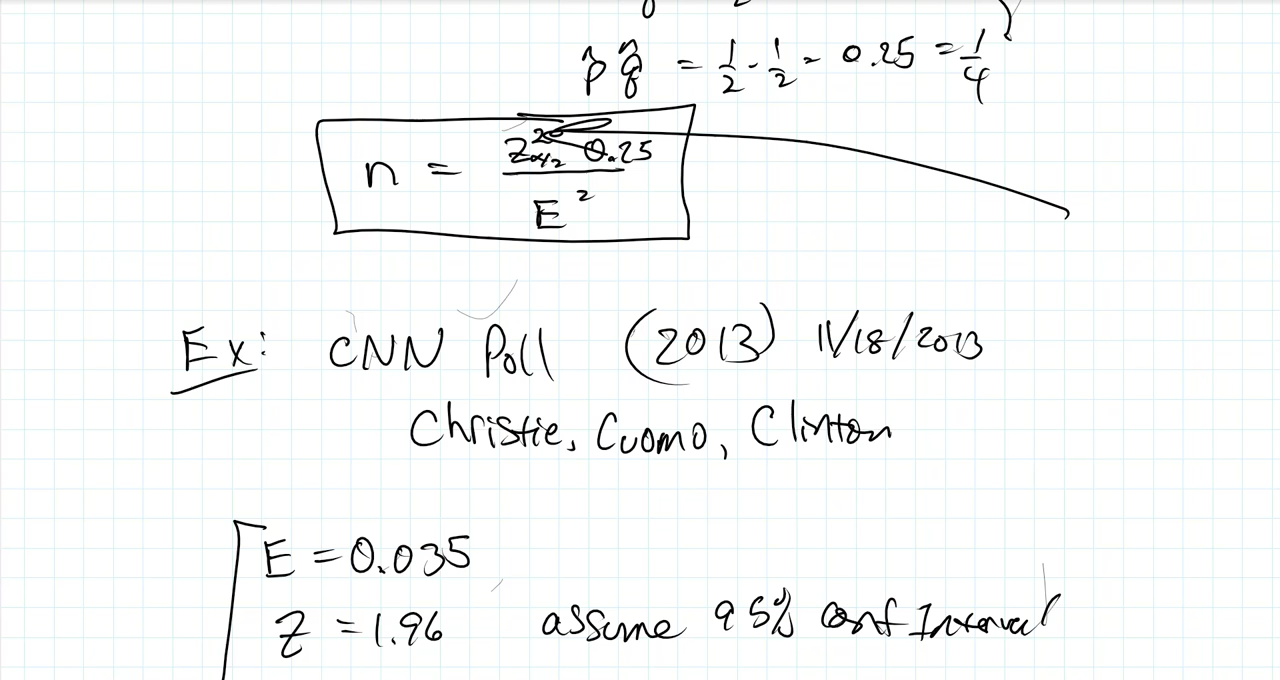 p̂ q̂ = 1/2 · 1/2 = 0.25 = 1/4
n = Z²α/2 0.25 / E²
Ex: CNN Poll (2013) 11/18/2013
Christie, Cuomo, Clinton
E = 0.035
Z = 1.96 assume 95% conf Interval